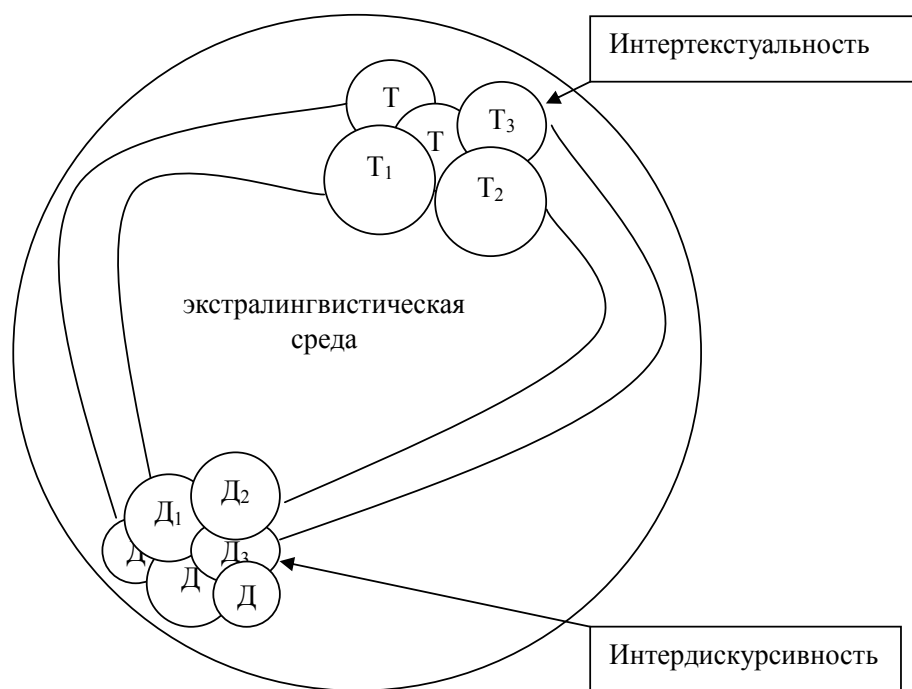 Интертекстуальность
Т
Т₃
Т
Т₁
Т₂
экстралингвистическая
среда
Д₂
Д₁
Д
Д₃
Д
Д
Интердискурсивность